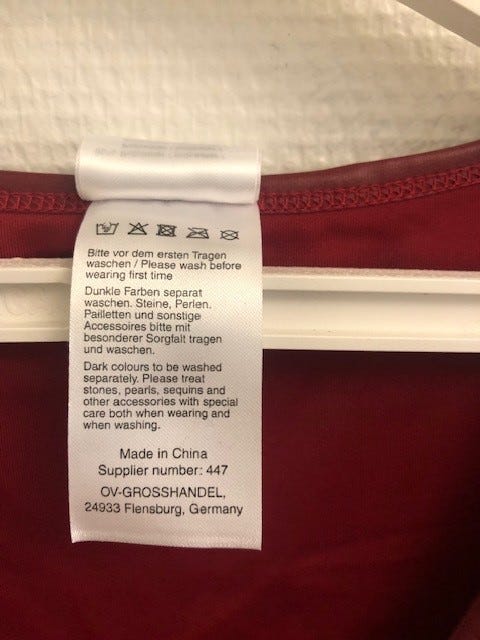 Bitte vor dem ersten Tragen
waschen / Please wash before
wearing first time
Dunkle Farben separat
waschen. Steine, Perlen,
Pailletten und sonstige
Accessoires bitte mit
besonderer Sorgfalt tragen
und waschen.
Dark colours to be washed
separately. Please treat
stones, pearls, sequins and
other accessories with special
care both when wearing and
when washing.
Made in China
Supplier number: 447
OV-GROSSHANDEL,
24933 Flensburg, Germany